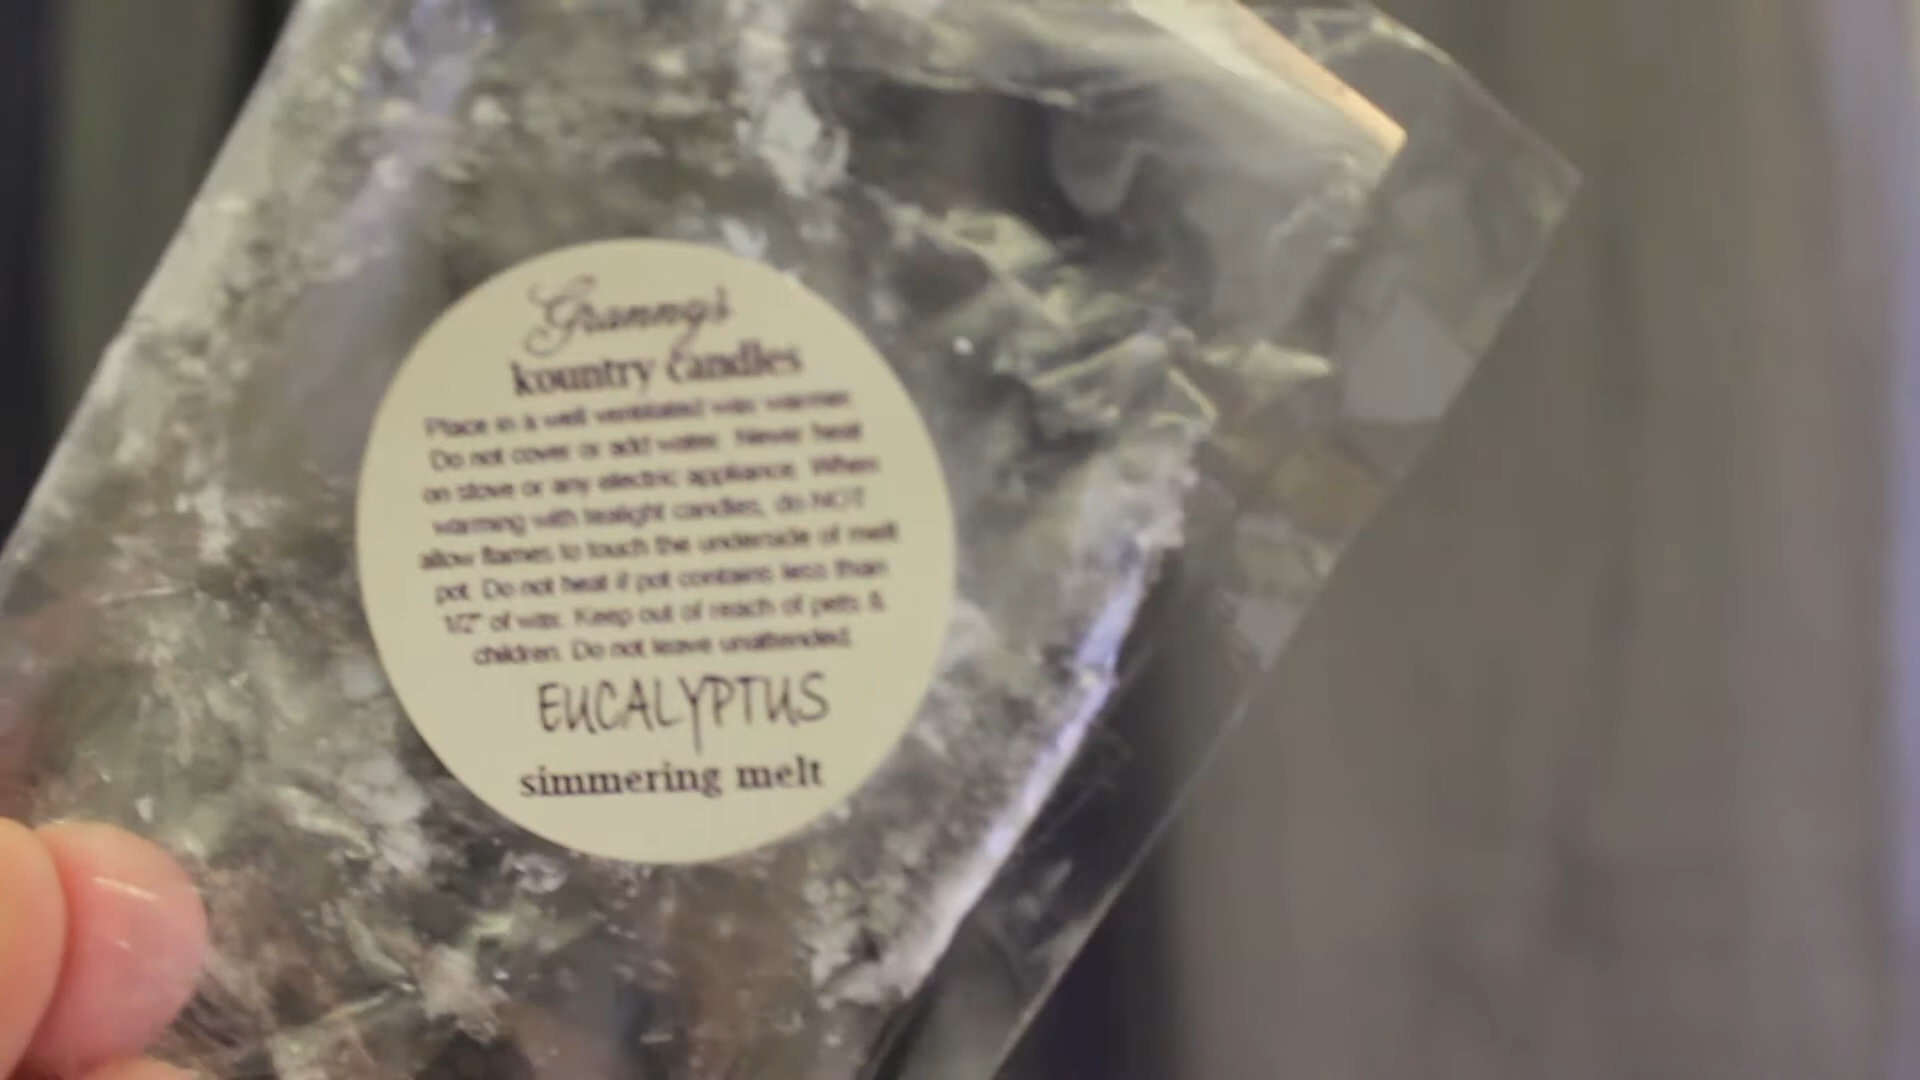 Granny's
kountry candles
Place in a well ventilated wax warmer.
Do not cover or add water. Never heat
on stove or any electric appliance. When
warming with tealight candles, do NOT
allow flames to touch the underside of melt
pot. Do not heat if pot contains less than
1/2" of wax. Keep out of reach of pets &
children. Do not leave unattended.
EUCALYPTUS
simmering melt